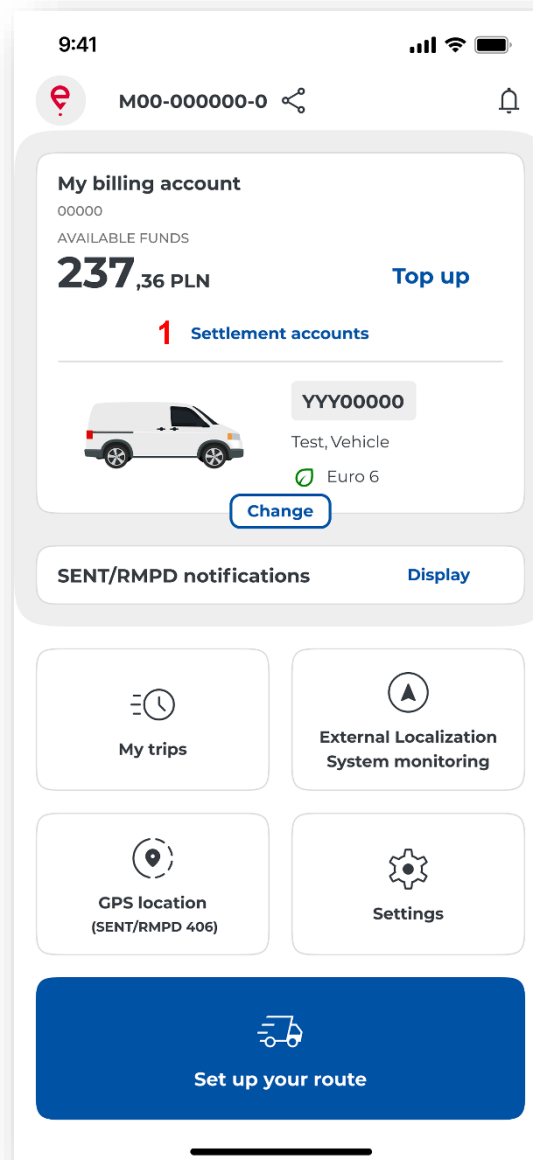 9:41
M00-000000-0
My billing account
00000
AVAILABLE FUNDS
237,36 PLN
Top up
1 Settlement accounts
YYY00000
Test, Vehicle
Euro 6
Change
SENT/RMPD notifications
Display
My trips
External Localization
System monitoring
GPS location
(SENT/RMPD 406)
Settings
Set up your route